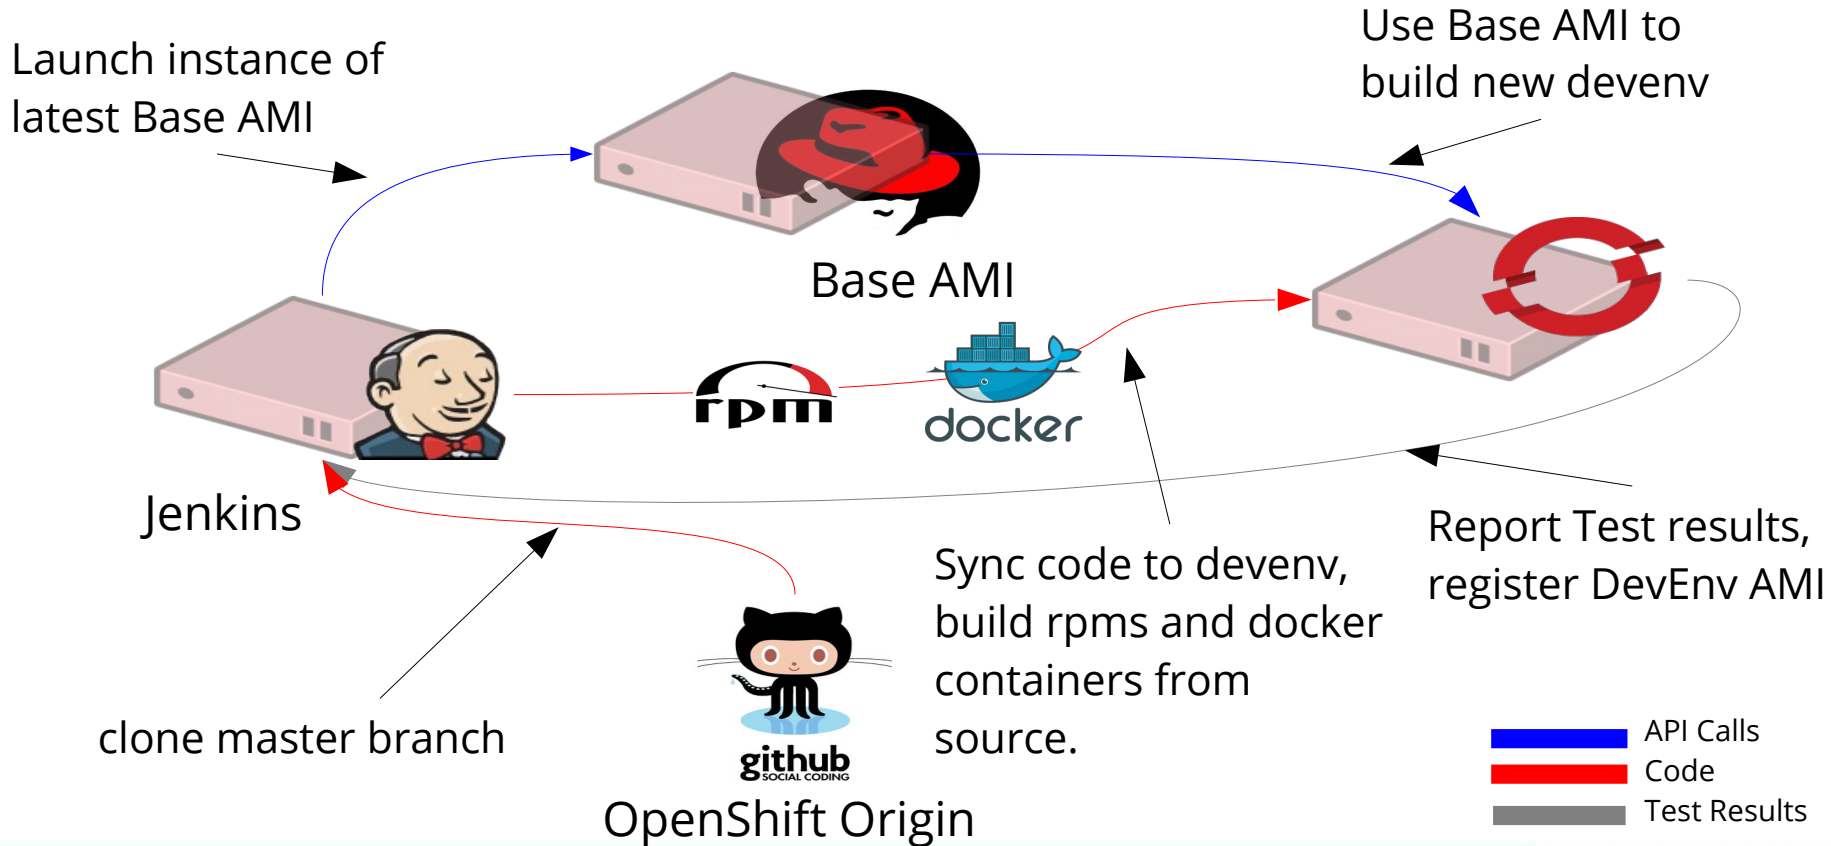 Launch instance of
latest Base AMI
Use Base AMI to
build new devenv
Base AMI
rpm
docker
Jenkins
Sync code to devenv,
build rpms and docker
containers from
source.
Report Test results,
register DevEnv AMI
clone master branch
github
SOCIAL CODING
OpenShift Origin
API Calls
Code
Test Results